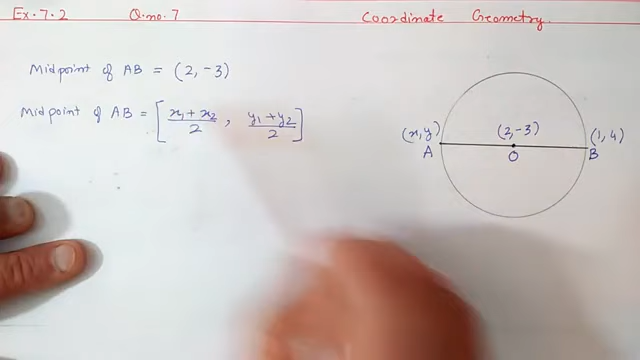 Ex. 7.2 Q. no. 7 Coordinate Geometry.
Midpoint of AB = (2, -3)
Midpoint of AB = [ x₁ + x₂ / 2 , y₁ + y₂ / 2 ]
(x, y) (2, -3) (1, 4)
A O B